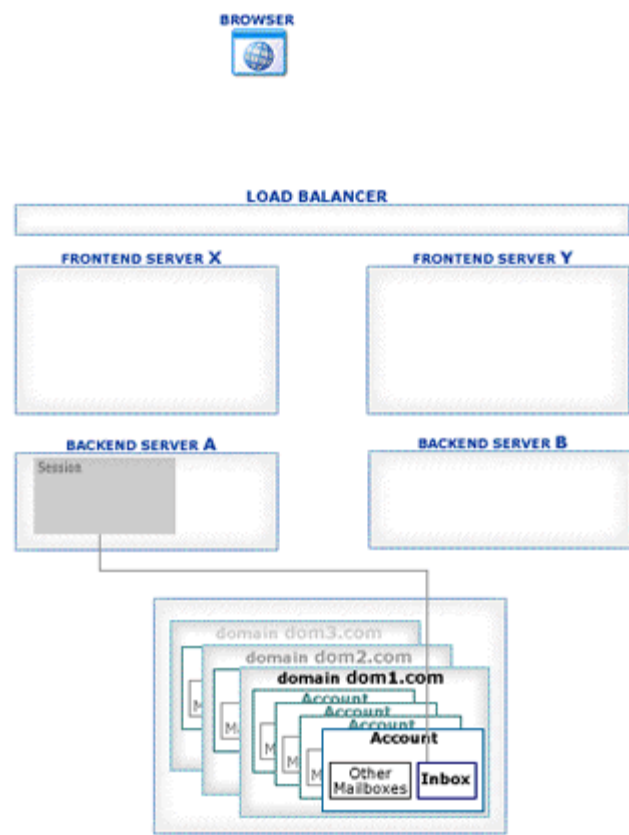 BROWSER
LOAD BALANCER
FRONTEND SERVER X
FRONTEND SERVER Y
BACKEND SERVER A
BACKEND SERVER B
Session
domain dom3.com
domain dom2.com
domain dom1.com
Account
Account
Account
Account
M
M
M
M
M
Other
Mailboxes
Inbox